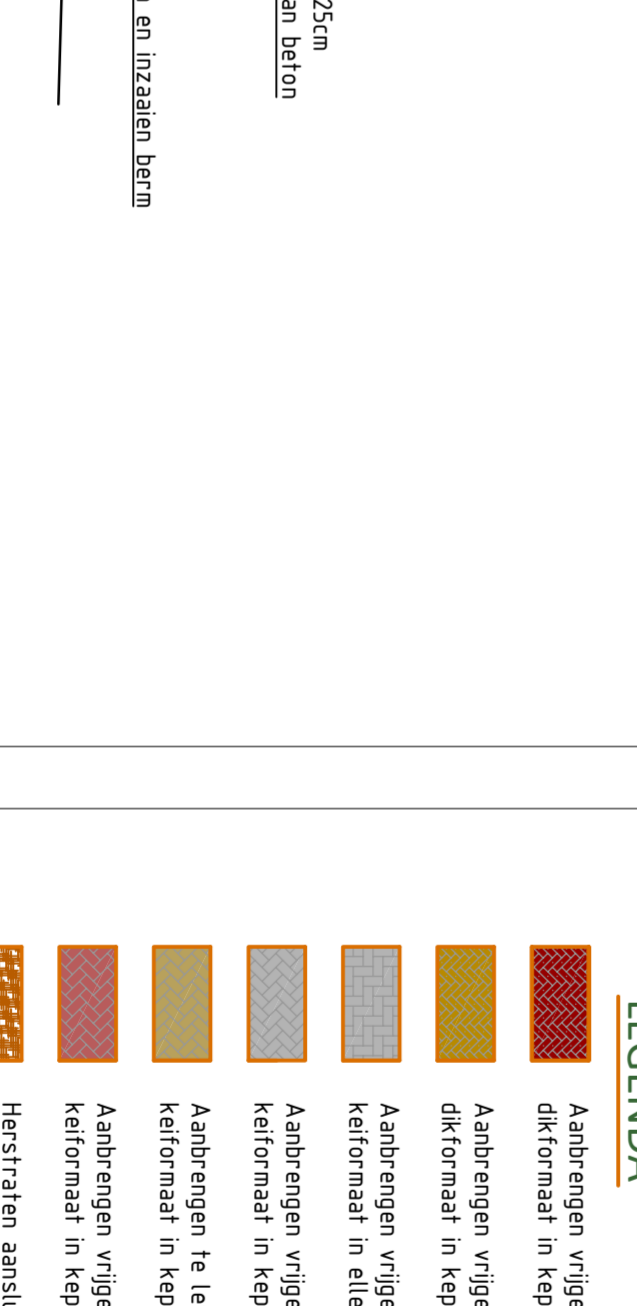 25cm
an beton
en inzaaien berm
LEGENDA
Aanbrengen vrijge
dikformaat in kep
Aanbrengen vrijge
dikformaat in kep
Aanbrengen vrijge
keiformaat in elle
Aanbrengen vrijge
keiformaat in kep
Aanbrengen te le
keiformaat in kep
Aanbrengen vrijge
keiformaat in kep
Herstraten aanslu